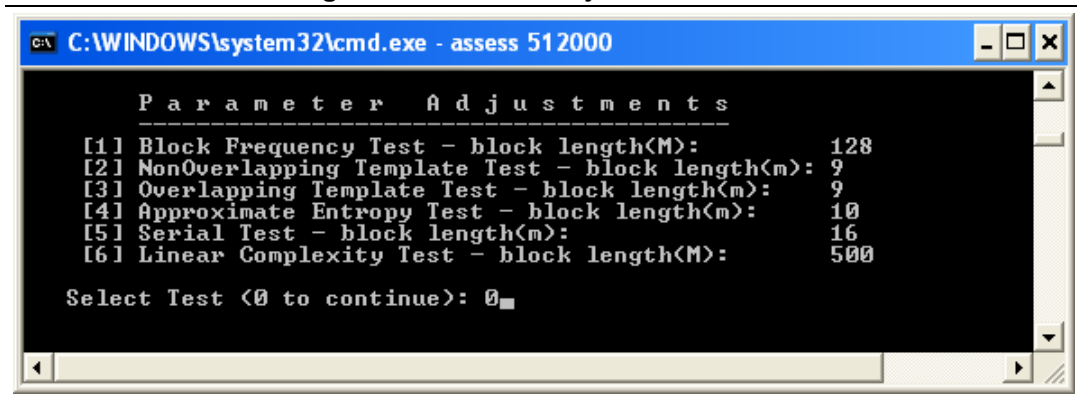 C:\WINDOWS\system32\cmd.exe - assess 512000
P a r a m e t e r   A d j u s t m e n t s
-----------------------------------------
[1] Block Frequency Test - block length(M): 128
[2] NonOverlapping Template Test - block length(m): 9
[3] Overlapping Template Test - block length(m): 9
[4] Approximate Entropy Test - block length(m): 10
[5] Serial Test - block length(m): 16
[6] Linear Complexity Test - block length(M): 500
Select Test (0 to continue): 0